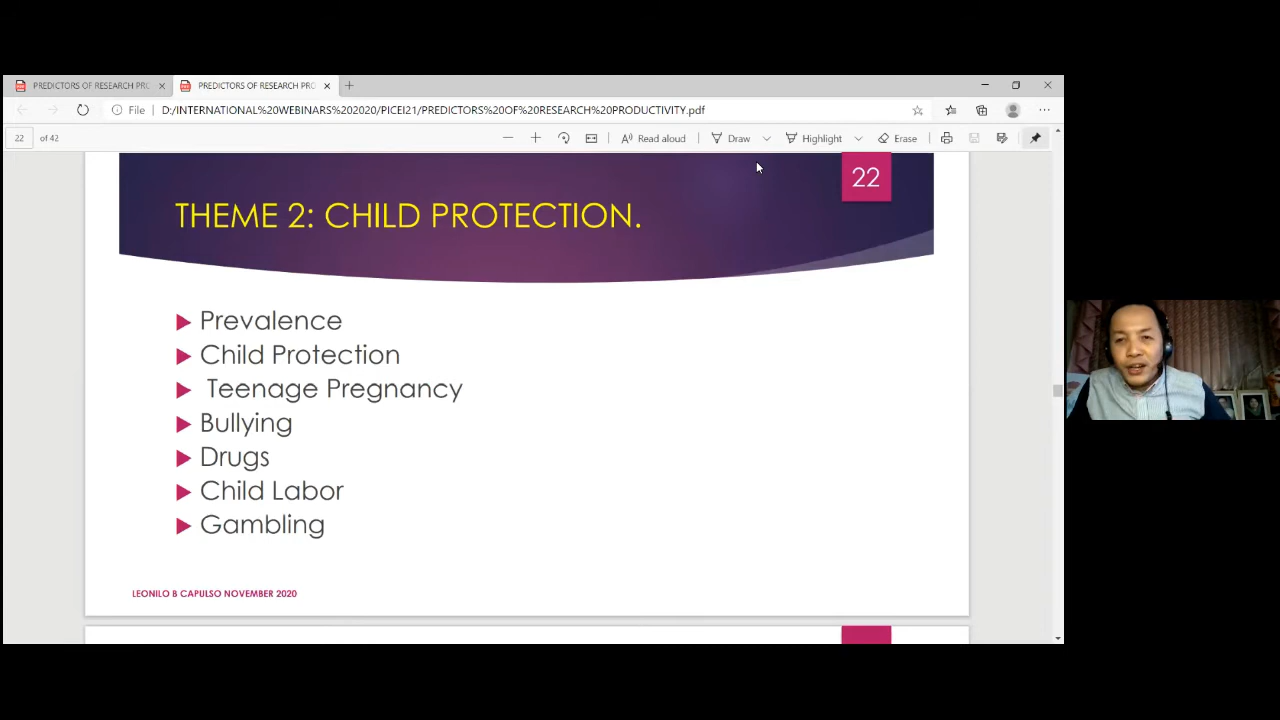 PREDICTORS OF RESEARCH PRO
PREDICTORS OF RESEARCH PRO
File
D:/INTERNATIONAL%20WEBINARS%202020/PICEI21/PREDICTORS%20OF%20RESEARCH%20PRODUCTIVITY.pdf
22 of 42
Read aloud
Draw
Highlight
Erase
22
THEME 2: CHILD PROTECTION.
Prevalence
Child Protection
Teenage Pregnancy
Bullying
Drugs
Child Labor
Gambling
LEONILO B CAPULSO NOVEMBER 2020